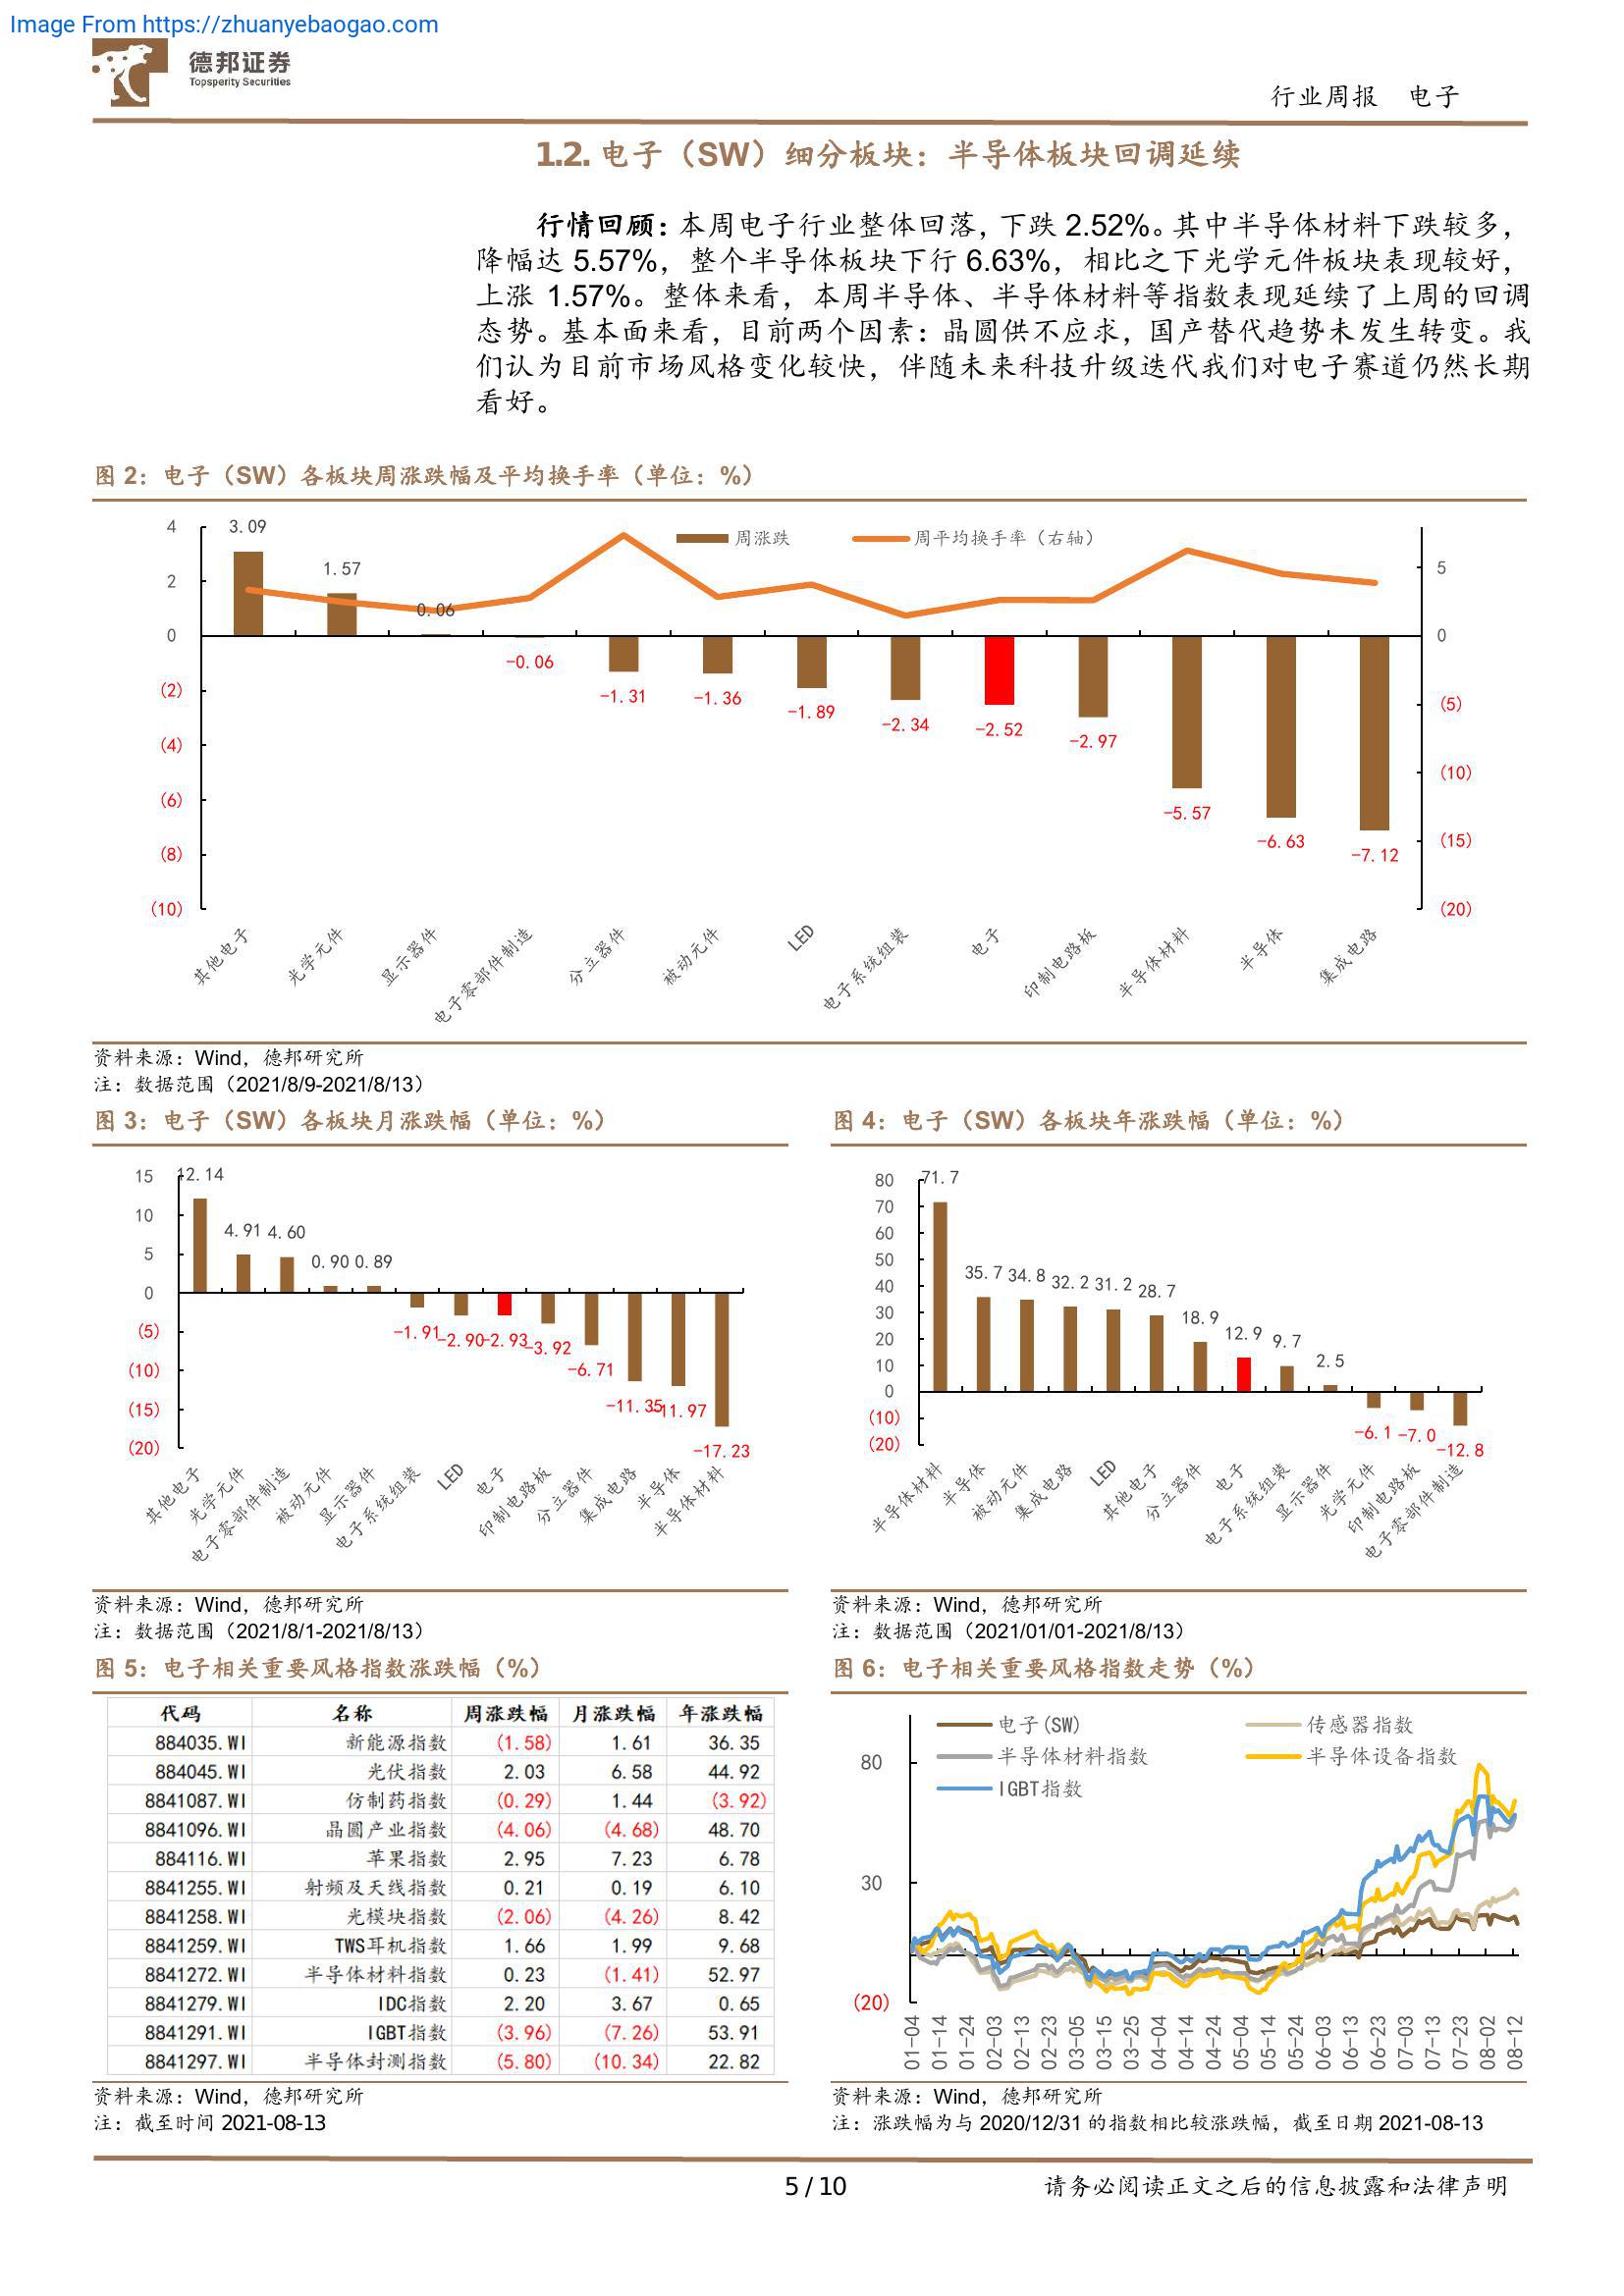 Image From https://zhuanyebaogao.com
德邦证券
Topsperity Securities
行业周报 电子
1.2. 电子（SW）细分板块：半导体板块回调延续
行情回顾：本周电子行业整体回落，下跌 2.52%。其中半导体材料下跌较多，
降幅达 5.57%，整个半导体板块下行 6.63%，相比之下光学元件板块表现较好，
上涨 1.57%。整体来看，本周半导体、半导体材料等指数表现延续了上周的回调
态势。基本面来看，目前两个因素：晶圆供不应求，国产替代趋势未发生转变。我
们认为目前市场风格变化较快，伴随未来科技升级迭代我们对电子赛道仍然长期
看好。
图 2：电子（SW）各板块周涨跌幅及平均换手率（单位：%）
周涨跌 周平均换手率（右轴）
4
2
0
(2)
(4)
(6)
(8)
(10)
3.09
1.57
0.06
-0.06
-1.31
-1.36
-1.89
-2.34
-2.52
-2.97
-5.57
-6.63
-7.12
5
0
(5)
(10)
(15)
(20)
其他电子
光学元件
显示器件
电子零部件制造
分立器件
被动元件
LED
电子系统组装
电子
印制电路板
半导体材料
半导体
集成电路
资料来源：Wind，德邦研究所
注：数据范围（2021/8/9-2021/8/13）
图 3：电子（SW）各板块月涨跌幅（单位：%）
15
10
5
0
(5)
(10)
(15)
(20)
12.14
4.91
4.60
0.90
0.89
-1.91
-2.90
-2.93
-3.92
-6.71
-11.35
-11.97
-17.23
其他电子
光学元件
电子零部件制造
被动元件
显示器件
电子系统组装
LED
电子
印制电路板
分立器件
集成电路
半导体
半导体材料
资料来源：Wind，德邦研究所
注：数据范围（2021/8/1-2021/8/13）
图 4：电子（SW）各板块年涨跌幅（单位：%）
80
70
60
50
40
30
20
10
0
(10)
(20)
71.7
35.7
34.8
32.2
31.2
28.7
18.9
12.9
9.7
2.5
-6.1
-7.0
-12.8
半导体材料
半导体
被动元件
集成电路
LED
其他电子
分立器件
电子
电子系统组装
显示器件
光学元件
印制电路板
电子零部件制造
资料来源：Wind，德邦研究所
注：数据范围（2021/01/01-2021/8/13）
图 5：电子相关重要风格指数涨跌幅（%）
代码 名称 周涨跌幅 月涨跌幅 年涨跌幅
884035.WI 新能源指数 (1.58) 1.61 36.35
884045.WI 光伏指数 2.03 6.58 44.92
8841087.WI 仿制药指数 (0.29) 1.44 (3.92)
8841096.WI 晶圆产业指数 (4.06) (4.68) 48.70
884116.WI 苹果指数 2.95 7.23 6.78
8841255.WI 射频及天线指数 0.21 0.19 6.10
8841258.WI 光模块指数 (2.06) (4.26) 8.42
8841259.WI TWS耳机指数 1.66 1.99 9.68
8841272.WI 半导体材料指数 0.23 (1.41) 52.97
8841279.WI IDC指数 2.20 3.67 0.65
8841291.WI IGBT指数 (3.96) (7.26) 53.91
8841297.WI 半导体封测指数 (5.80) (10.34) 22.82
资料来源：Wind，德邦研究所
注：截至时间 2021-08-13
图 6：电子相关重要风格指数走势（%）
电子(SW) 传感器指数
半导体材料指数 半导体设备指数
IGBT指数
80
30
(20)
01-04
01-14
01-24
02-03
02-13
02-23
03-05
03-15
03-25
04-04
04-14
04-24
05-04
05-14
05-24
06-03
06-13
06-23
07-03
07-13
07-23
08-02
08-12
资料来源：Wind，德邦研究所
注：涨跌幅为与 2020/12/31 的指数相比较涨跌幅，截至日期 2021-08-13
5 / 10
请务必阅读正文之后的信息披露和法律声明